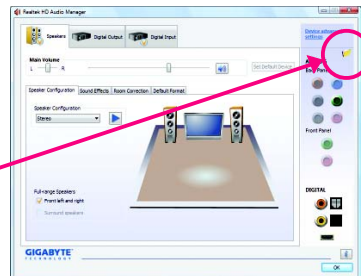 Realtek HD Audio Manager
Speakers
Digital Output
Digital Input
Device advanced settings
Main Volume
L
R
Set Default Device
Speaker Configuration
Sound Effects
Room Correction
Default Format
Speaker Configuration
Stereo
Full-range Speakers
Front left and right
Surround speakers
Back Panel
Front Panel
DIGITAL
GIGABYTE
TECHNOLOGY
OK